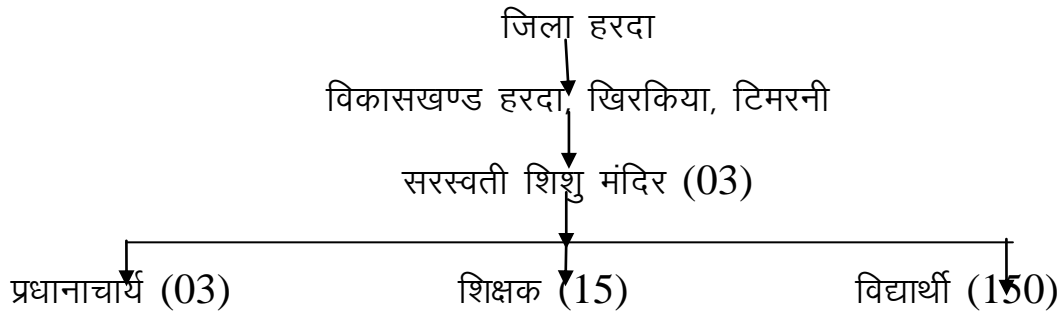 जिला हरदा
विकासखण्ड हरदा, खिरकिया, टिमरनी
सरस्वती शिशु मंदिर (03)
प्रधानाचार्य (03) शिक्षक (15) विद्यार्थी (150)